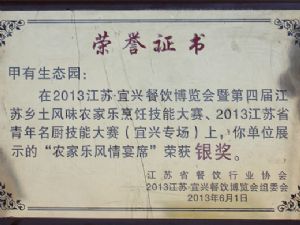 荣誉证书
甲有生态园：
在2013江苏·宜兴餐饮博览会暨第四届江
苏乡土风味农家乐烹饪技能大赛、2013江苏省
青年名厨技能大赛（宜兴专场）上，你单位展
示的“农家乐风情宴席”荣获 银奖。
江苏省餐饮行业协会
2013江苏·宜兴餐饮博览会组委会
2013年6月1日